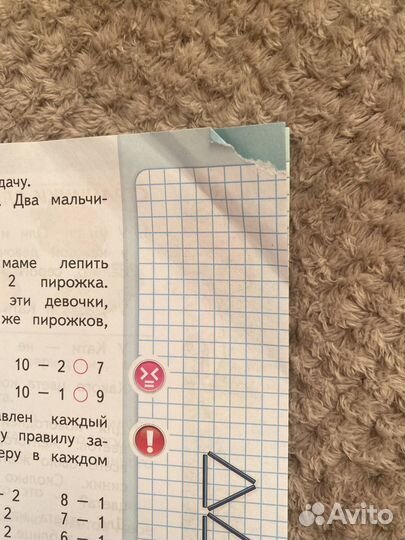 дачу.
. Два мальчи-
маме лепить
2 пирожка.
эти девочки,
же пирожков,
10 – 2 ○ 7
10 – 1 ○ 9
влен каждый
у правилу за-
еру в каждом
– 2 8 – 1
2 7 – 1
2 6 – 1
Avito